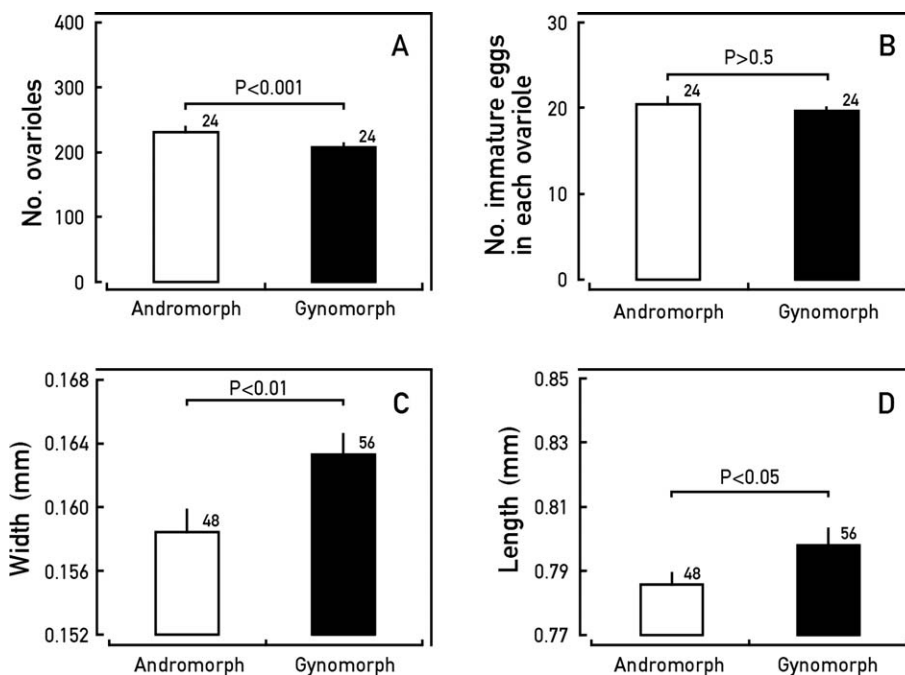 A
No. ovarioles
400
300
200
100
0
P<0.001
24
24
Andromorph
Gynomorph
B
No. immature eggs
in each ovariole
30
20
10
0
P>0.5
24
24
Andromorph
Gynomorph
C
Width (mm)
0.168
0.164
0.160
0.156
0.152
P<0.01
48
56
Andromorph
Gynomorph
D
Length (mm)
0.85
0.83
0.81
0.79
0.77
P<0.05
48
56
Andromorph
Gynomorph